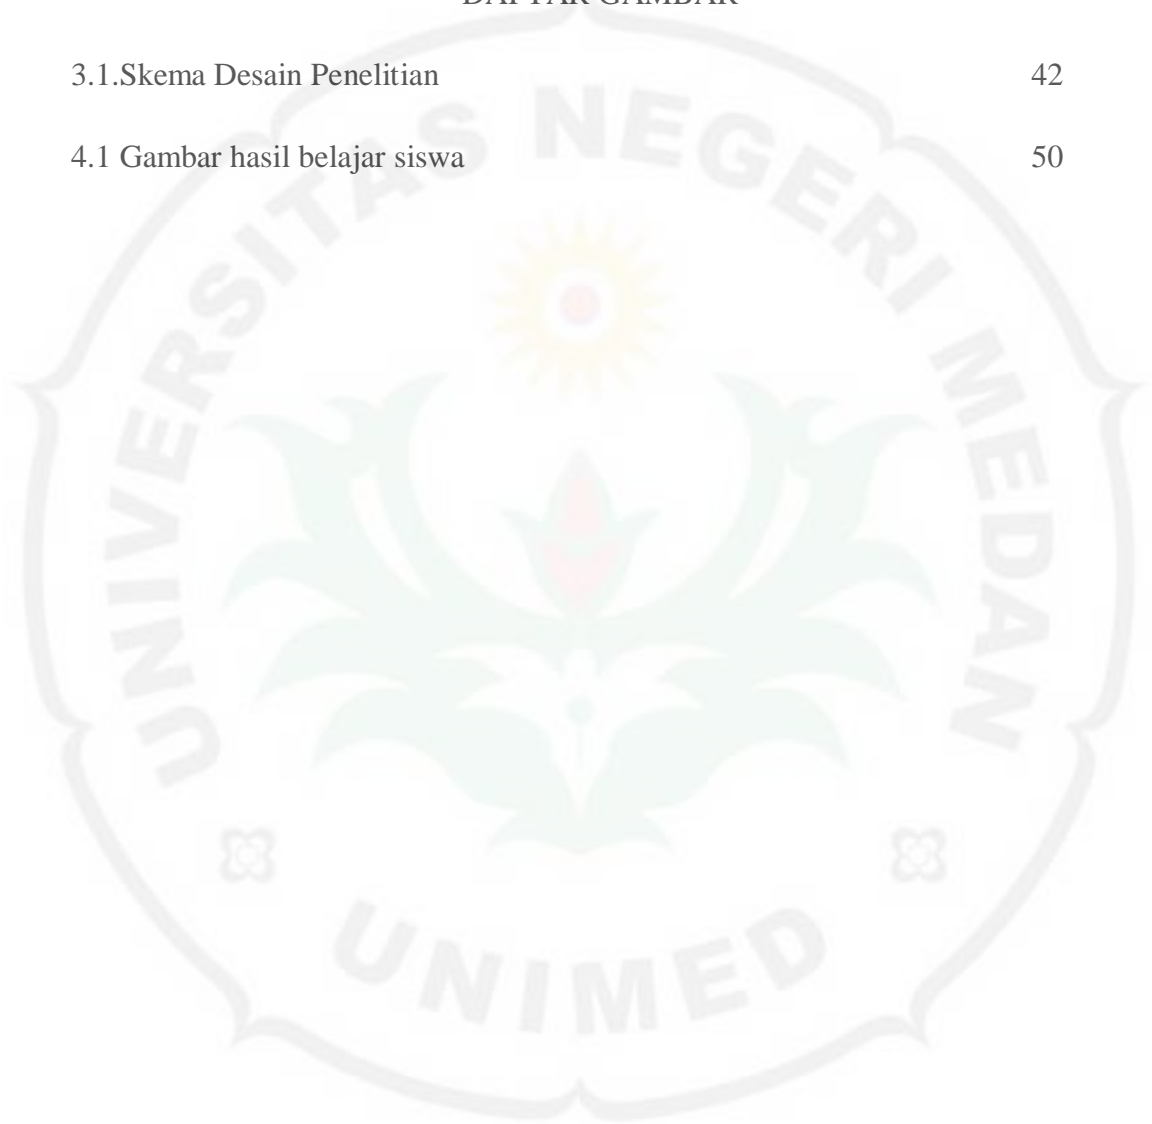 DAFTAR GAMBAR
3.1.Skema Desain Penelitian 42
4.1 Gambar hasil belajar siswa 50
UNIVERSITAS NEGERI MEDAN
UNIMED